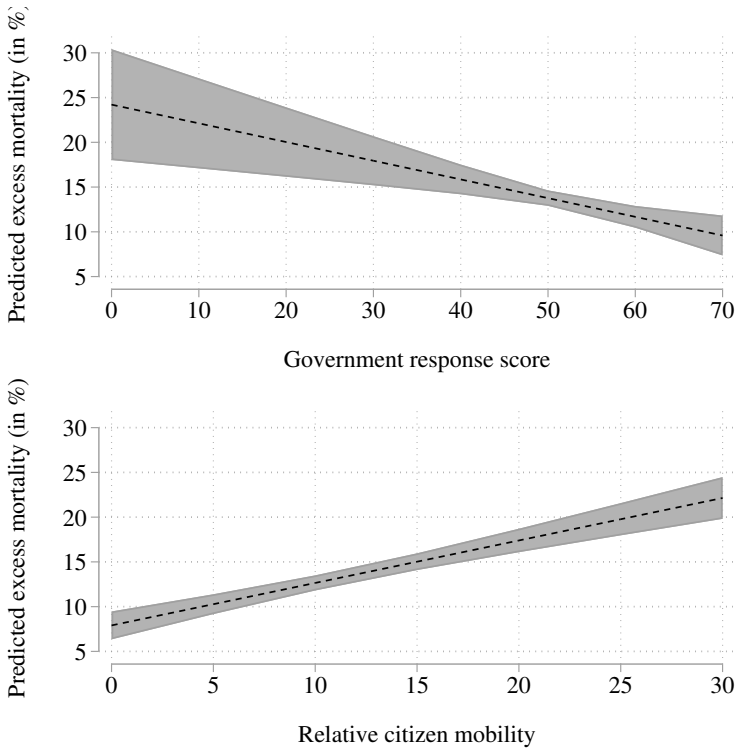 Predicted excess mortality (in %)
30
25
20
15
10
5
0 10 20 30 40 50 60 70
Government response score
Predicted excess mortality (in %)
30
25
20
15
10
5
0 5 10 15 20 25 30
Relative citizen mobility